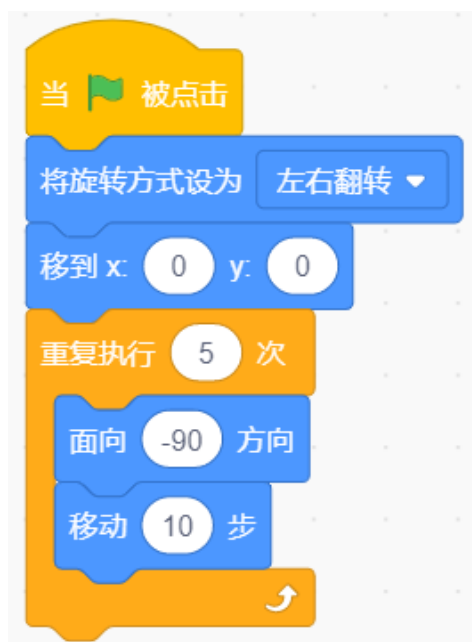 当 被点击
将旋转方式设为 左右翻转
移到 x: 0 y: 0
重复执行 5 次
面向 -90 方向
移动 10 步